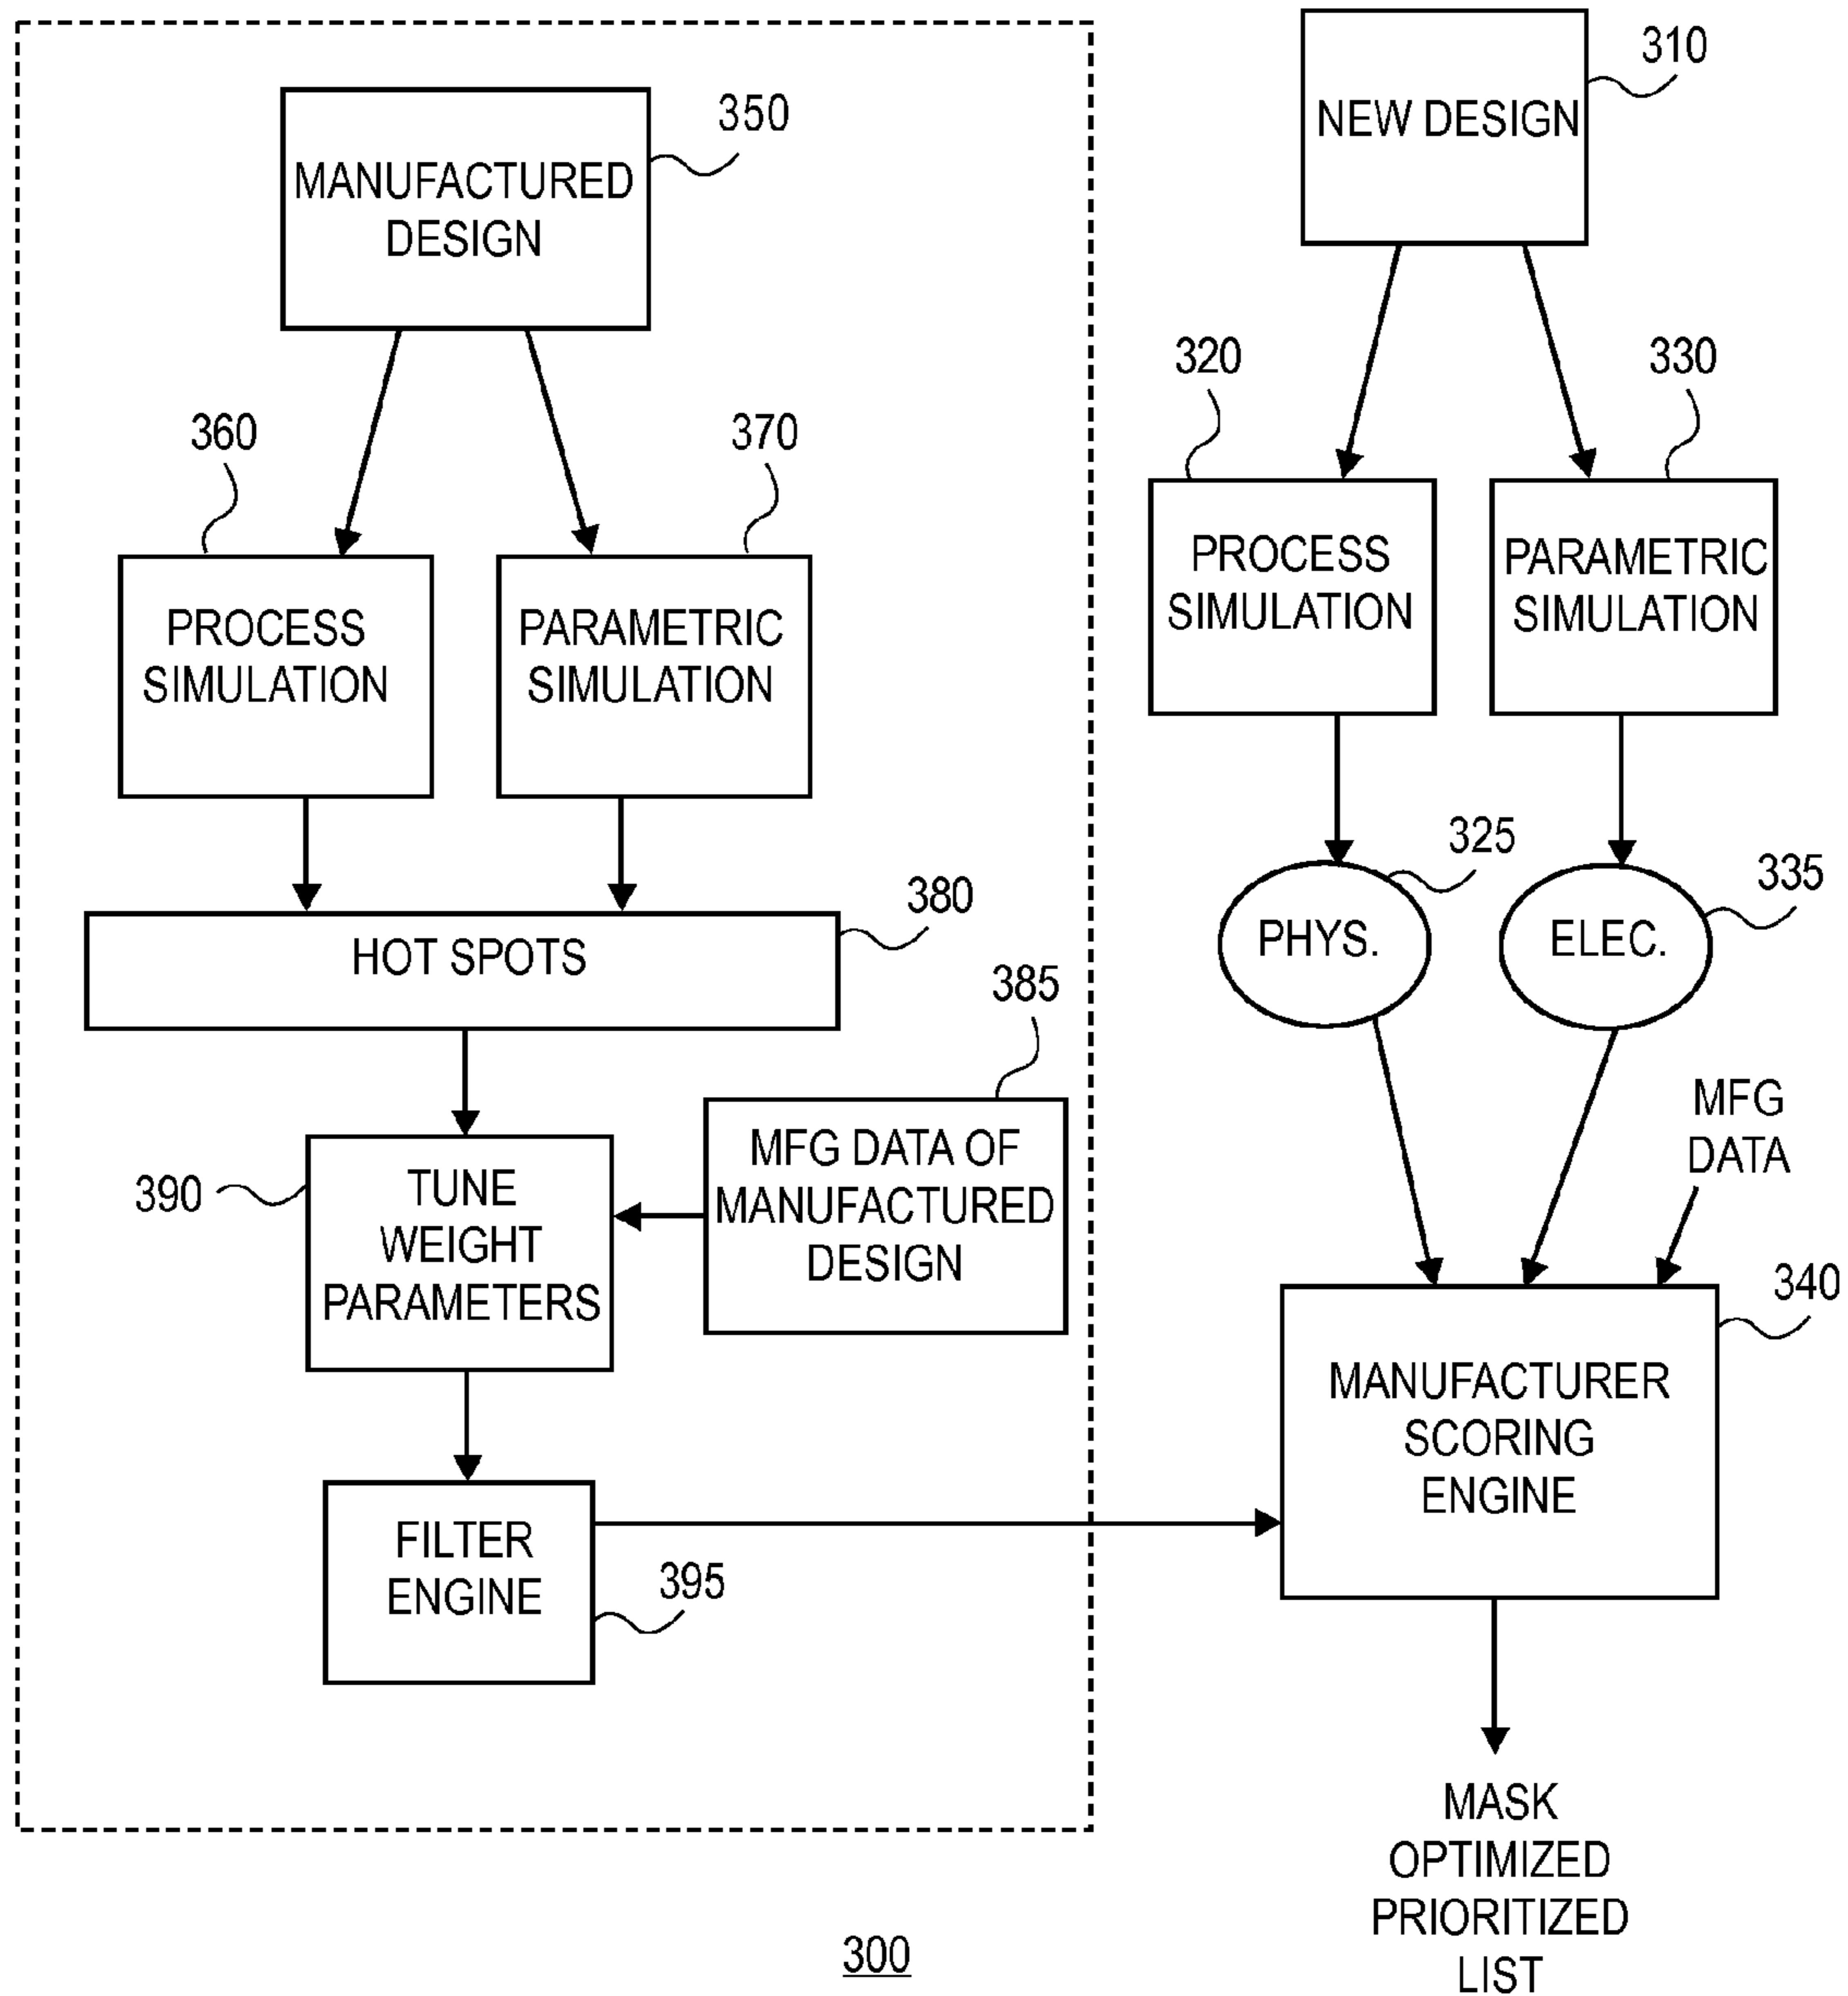 310
NEW DESIGN
350
MANUFACTURED
DESIGN
320
330
360
370
PROCESS
SIMULATION
PARAMETRIC
SIMULATION
PROCESS
SIMULATION
PARAMETRIC
SIMULATION
325
335
PHYS.
ELEC.
380
HOT SPOTS
385
MFG DATA OF
MANUFACTURED
DESIGN
390
TUNE
WEIGHT
PARAMETERS
MFG
DATA
340
MANUFACTURER
SCORING
ENGINE
FILTER
ENGINE
395
MASK
OPTIMIZED
PRIORITIZED
LIST
300